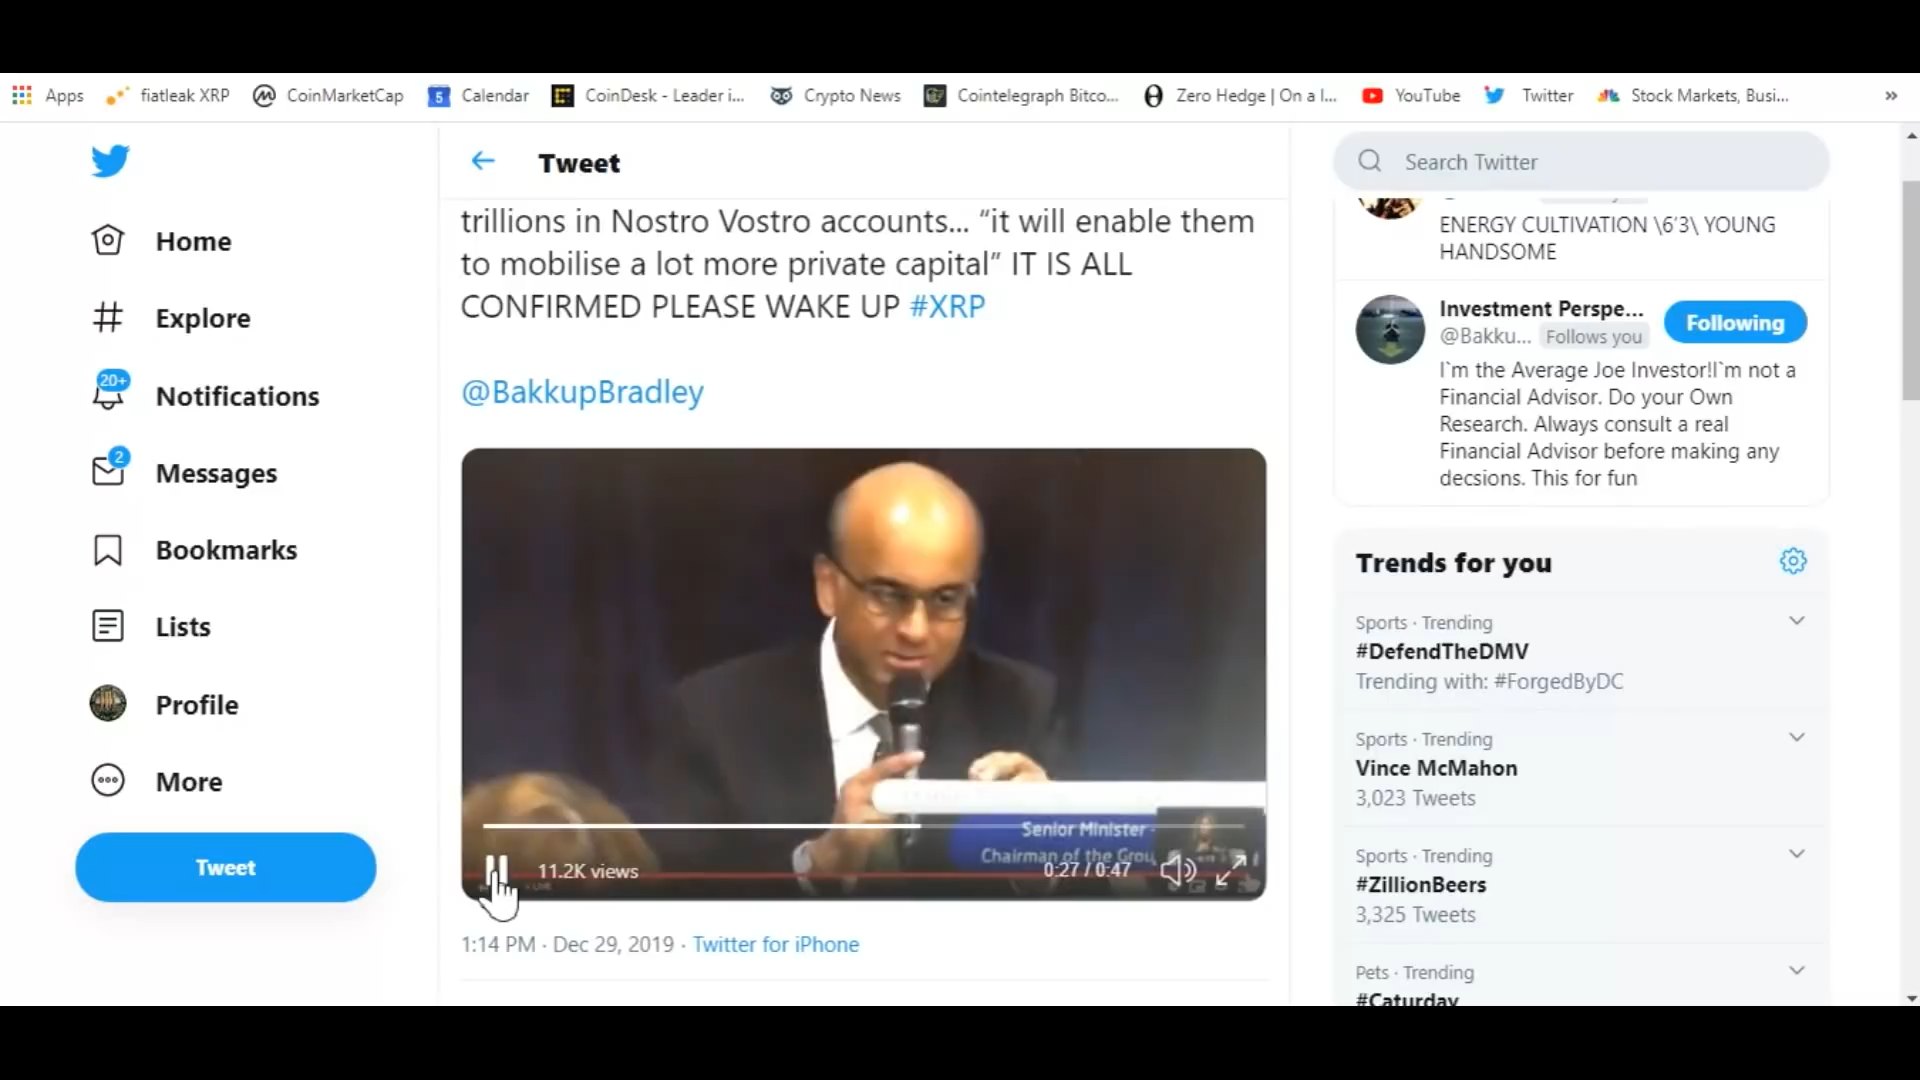 Apps
fiatleak XRP
CoinMarketCap
5
Calendar
CoinDesk - Leader i...
Crypto News
Cointelegraph Bitco...
Zero Hedge | On a l...
YouTube
Twitter
Stock Markets, Busi...
»
Home
Explore
20+
Notifications
2
Messages
Bookmarks
Lists
Profile
More
Tweet
Tweet
trillions in Nostro Vostro accounts... “it will enable them
to mobilise a lot more private capital” IT IS ALL
CONFIRMED PLEASE WAKE UP #XRP
@BakkupBradley
Senior Minister -
Chairman of the Grou
11.2K views
0:27 / 0:47
1:14 PM · Dec 29, 2019 · Twitter for iPhone
Search Twitter
ENERGY CULTIVATION \6'3\ YOUNG
HANDSOME
Investment Perspe...
@Bakku... Follows you
Following
I`m the Average Joe Investor!I`m not a
Financial Advisor. Do your Own
Research. Always consult a real
Financial Advisor before making any
decsions. This for fun
Trends for you
Sports · Trending
#DefendTheDMV
Trending with: #ForgedByDC
Sports · Trending
Vince McMahon
3,023 Tweets
Sports · Trending
#ZillionBeers
3,325 Tweets
Pets · Trending
#Caturday